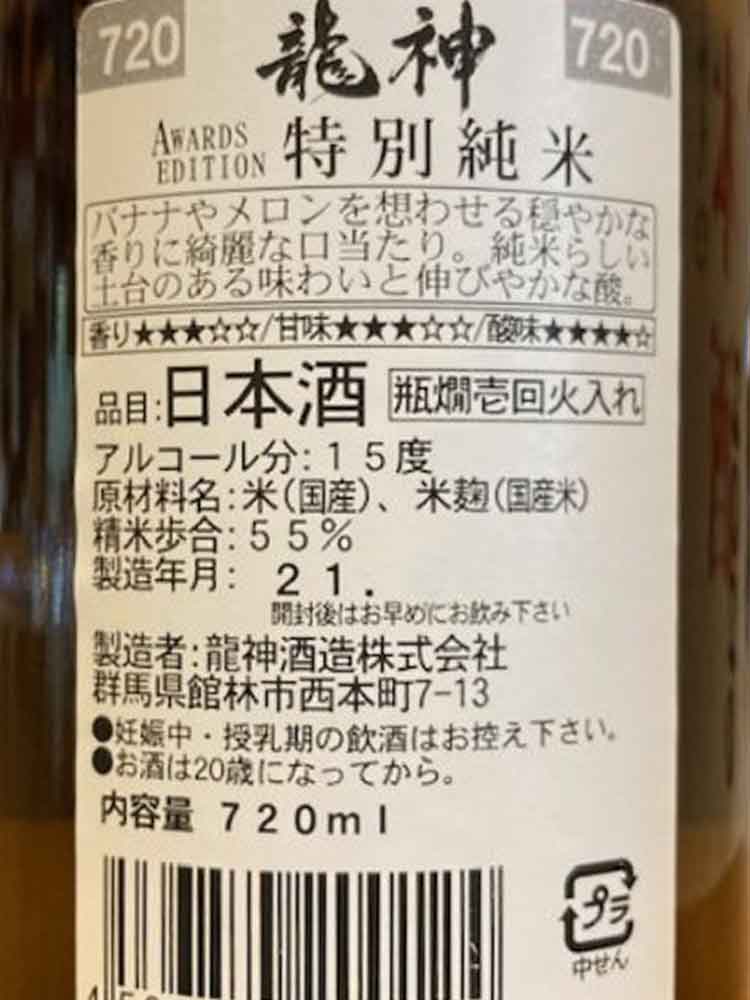 720 龍神 720
AWARDS EDITION 特別純米
バナナやメロンを想わせる穏やかな
香りに綺麗な口当たり。純米らしい
土台のある味わいと伸びやかな酸。
香り★★★☆☆/甘味★★★☆☆/酸味★★★★☆
品目:日本酒 瓶燗壱回火入れ
アルコール分:15度
原材料名:米(国産)、米麹(国産米)
精米歩合:55%
製造年月: 21.
開封後はお早めにお飲み下さい
製造者:龍神酒造株式会社
群馬県館林市西本町7-13
●妊娠中・授乳期の飲酒はお控え下さい。
●お酒は20歳になってから。
内容量 720ml
プラ
中せん